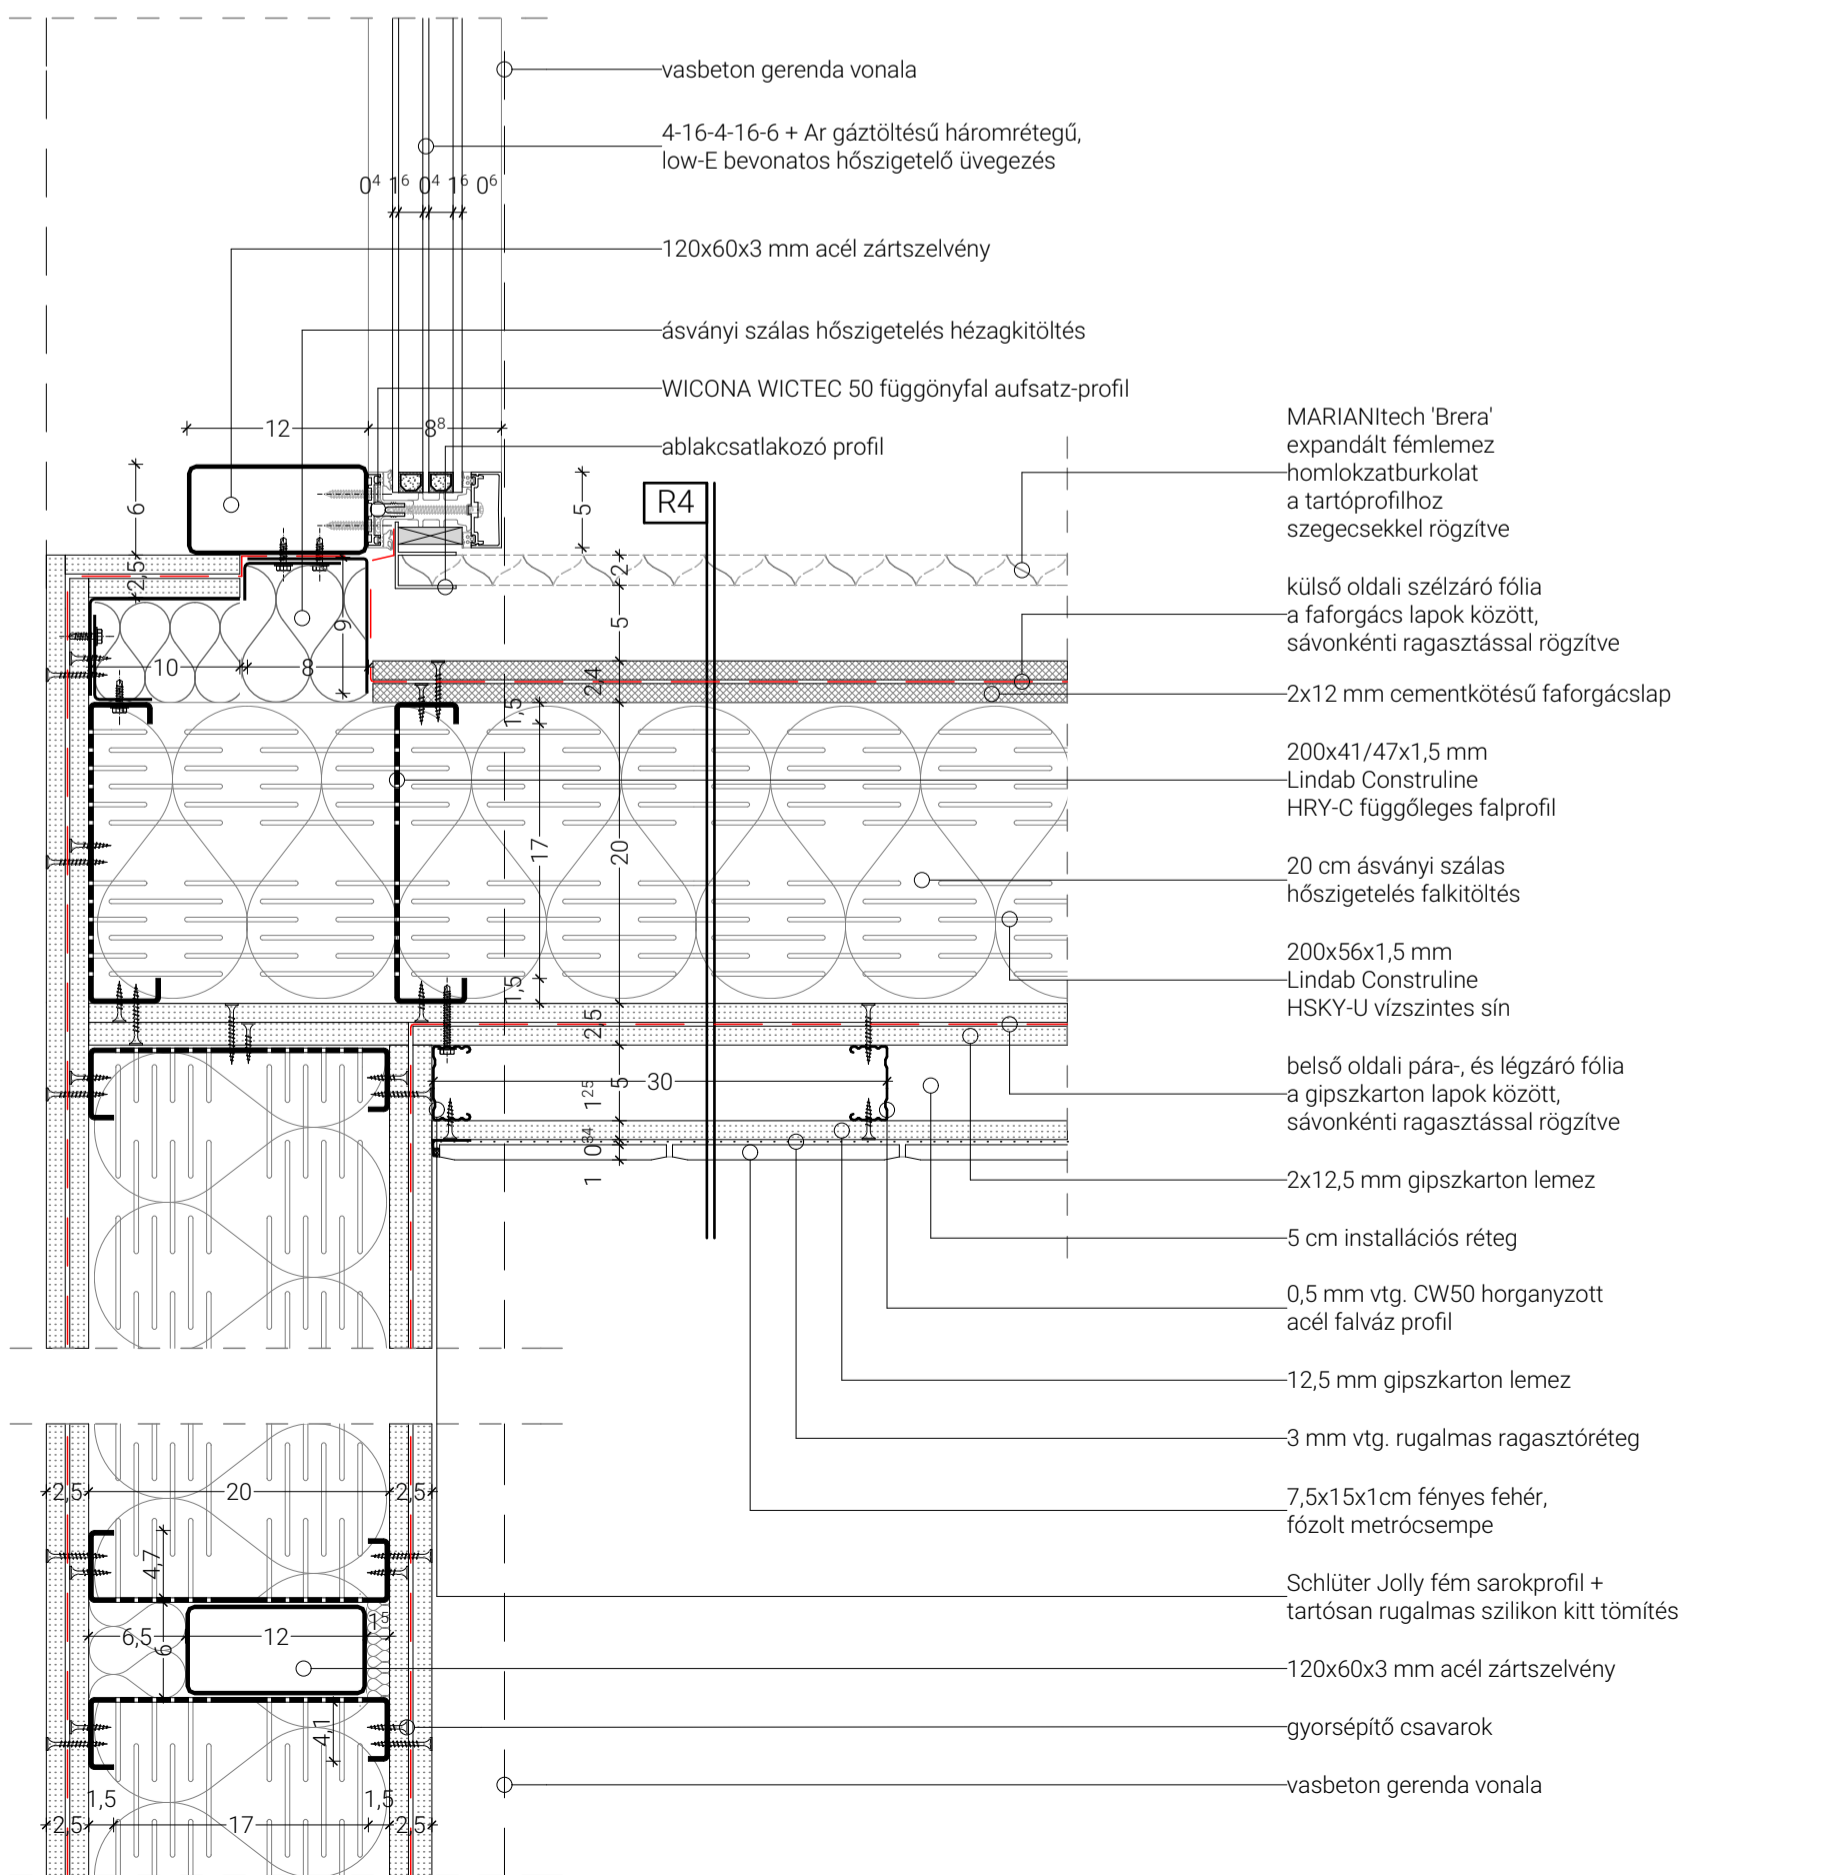 vasbeton gerenda vonala
4-16-4-16-6 + Ar gáztöltésű háromrétegű,
low-E bevonatos hőszigetelő üvegezés
0⁴ 1⁶ 0⁴ 1⁶ 0⁶
120x60x3 mm acél zártszelvény
ásványi szálas hőszigetelés hézagkitöltés
WICONA WICTEC 50 függönyfal aufsatz-profil
12
8⁸
ablakcsatlakozó profil
R4
6
5
2,5
2
9
5
10
8
2,4
1,5
17
20
1,5
2,5
30
5
1²⁵
0³⁴
1
MARIANItech 'Brera'
expandált fémlemez
homlokzatburkolat
a tartóprofilhoz
szegecsekkel rögzítve
külső oldali szélzáró fólia
a faforgács lapok között,
sávonkénti ragasztással rögzítve
2x12 mm cementkötésű faforgácslap
200x41/47x1,5 mm
Lindab Construline
HRY-C függőleges falprofil
20 cm ásványi szálas
hőszigetelés falkitöltés
200x56x1,5 mm
Lindab Construline
HSKY-U vízszintes sín
belső oldali pára-, és légzáró fólia
a gipszkarton lapok között,
sávonkénti ragasztással rögzítve
2x12,5 mm gipszkarton lemez
5 cm installációs réteg
0,5 mm vtg. CW50 horganyzott
acél falváz profil
12,5 mm gipszkarton lemez
3 mm vtg. rugalmas ragasztóréteg
7,5x15x1cm fényes fehér,
fózolt metrócsempe
Schlüter Jolly fém sarokprofil +
tartósan rugalmas szilikon kitt tömítés
120x60x3 mm acél zártszelvény
gyorsépítő csavarok
vasbeton gerenda vonala
2,5
20
2,5
4,7
6,5
6
12
1⁵
4,1
1,5
1,5
2,5
17
2,5